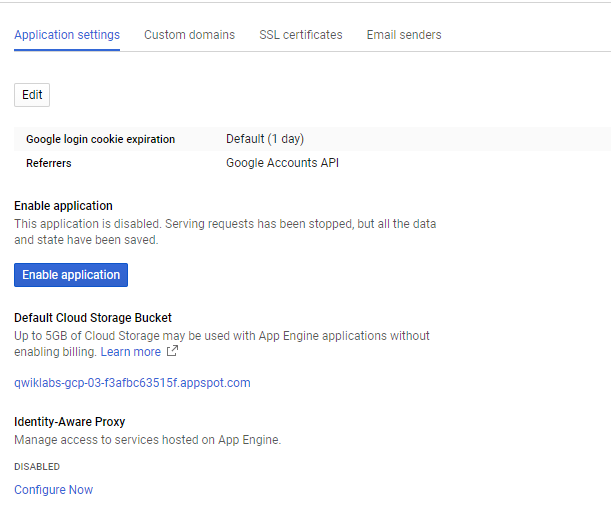 Application settings Custom domains SSL certificates Email senders
Edit
Google login cookie expiration Default (1 day)
Referrers Google Accounts API
Enable application
This application is disabled. Serving requests has been stopped, but all the data
and state have been saved.
Enable application
Default Cloud Storage Bucket
Up to 5GB of Cloud Storage may be used with App Engine applications without
enabling billing. Learn more
qwiklabs-gcp-03-f3afbc63515f.appspot.com
Identity-Aware Proxy
Manage access to services hosted on App Engine.
DISABLED
Configure Now